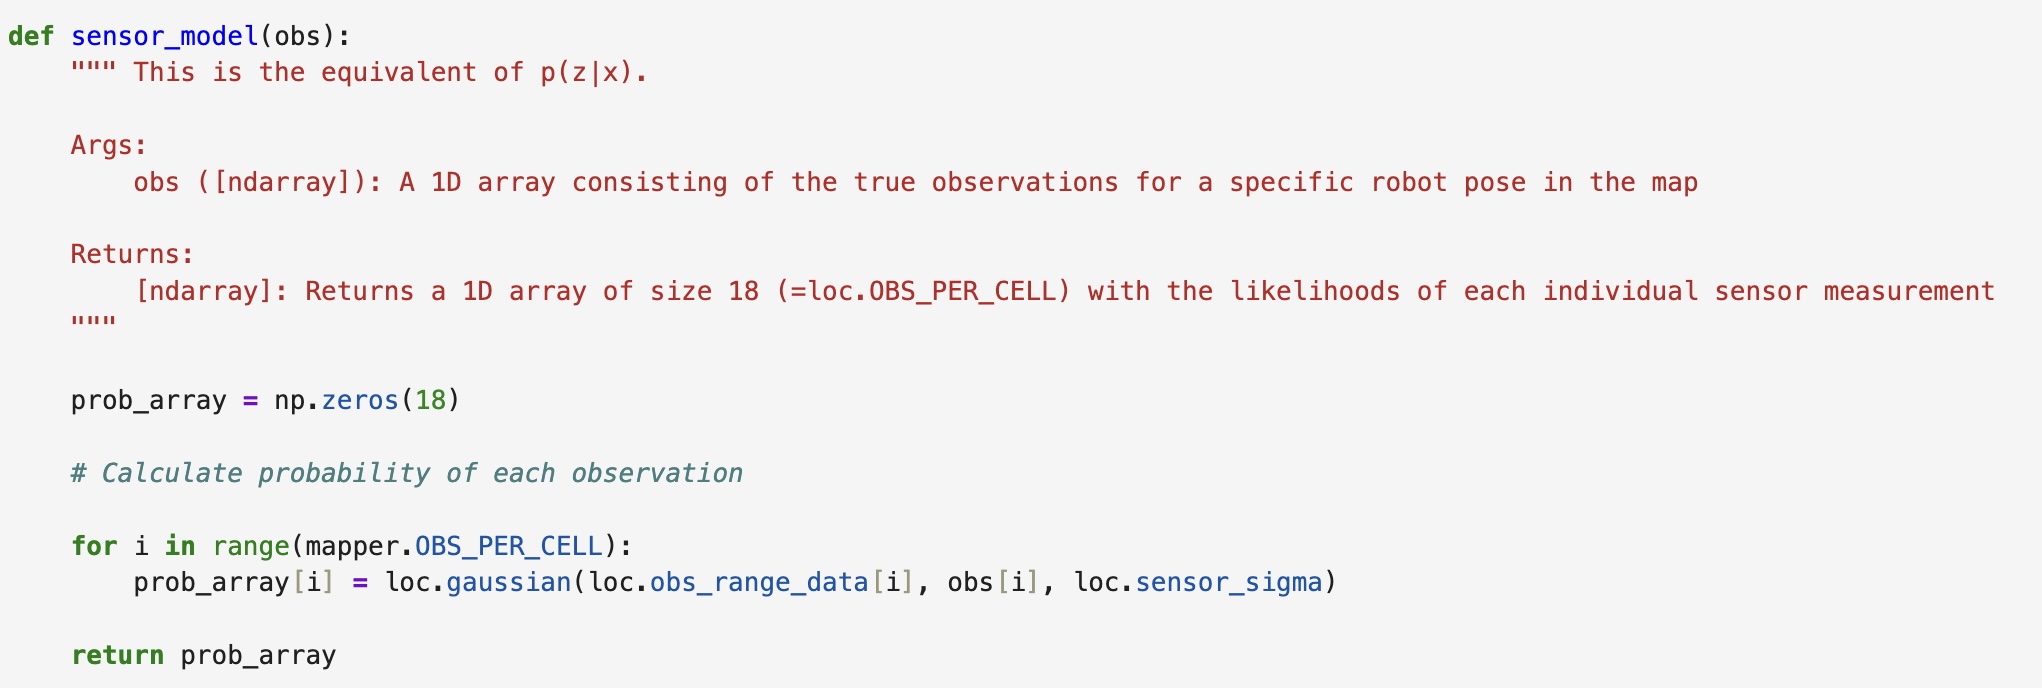 def sensor_model(obs):
    """ This is the equivalent of p(z|x).

    Args:
        obs ([ndarray]): A 1D array consisting of the true observations for a specific robot pose in the map

    Returns:
        [ndarray]: Returns a 1D array of size 18 (=loc.OBS_PER_CELL) with the likelihoods of each individual sensor measurement
    """

    prob_array = np.zeros(18)

    # Calculate probability of each observation

    for i in range(mapper.OBS_PER_CELL):
        prob_array[i] = loc.gaussian(loc.obs_range_data[i], obs[i], loc.sensor_sigma)

    return prob_array